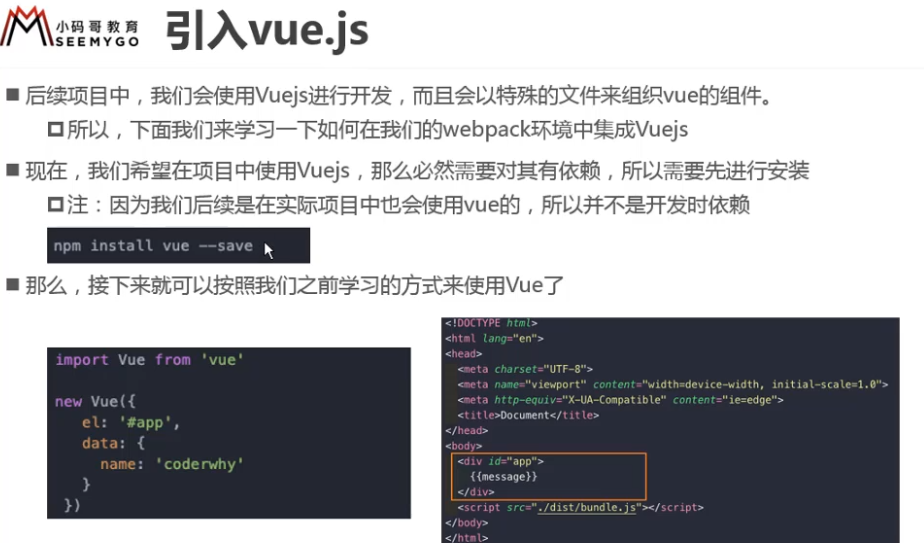 小码哥教育
SEEMYGO
引入vue.js
后续项目中，我们会使用Vuejs进行开发，而且会以特殊的文件来组织vue的组件。
所以，下面我们来学习一下如何在我们的webpack环境中集成Vuejs
现在，我们希望在项目中使用Vuejs，那么必然需要对其有依赖，所以需要先进行安装
注：因为我们后续是在实际项目中也会使用vue的，所以并不是开发时依赖
npm install vue --save
那么，接下来就可以按照我们之前学习的方式来使用Vue了
import Vue from 'vue'
new Vue({
el: '#app',
data: {
name: 'coderwhy'
}
})
<!DOCTYPE html>
<html lang="en">
<head>
<meta charset="UTF-8">
<meta name="viewport" content="width=device-width, initial-scale=1.0">
<meta http-equiv="X-UA-Compatible" content="ie=edge">
<title>Document</title>
</head>
<body>
<div id="app">
{{message}}
</div>
<script src="./dist/bundle.js"></script>
</body>
</html>